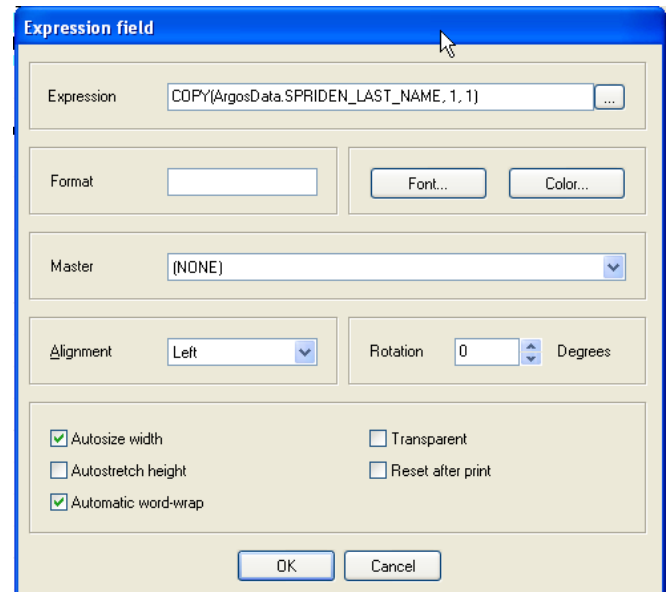 Expression field
Expression COPY(ArgosData.SPRIDEN_LAST_NAME, 1, 1) ...
Format Font... Color...
Master (NONE)
Alignment Left Rotation 0 Degrees
Autosize width Transparent
Autostretch height Reset after print
Automatic word-wrap
OK Cancel